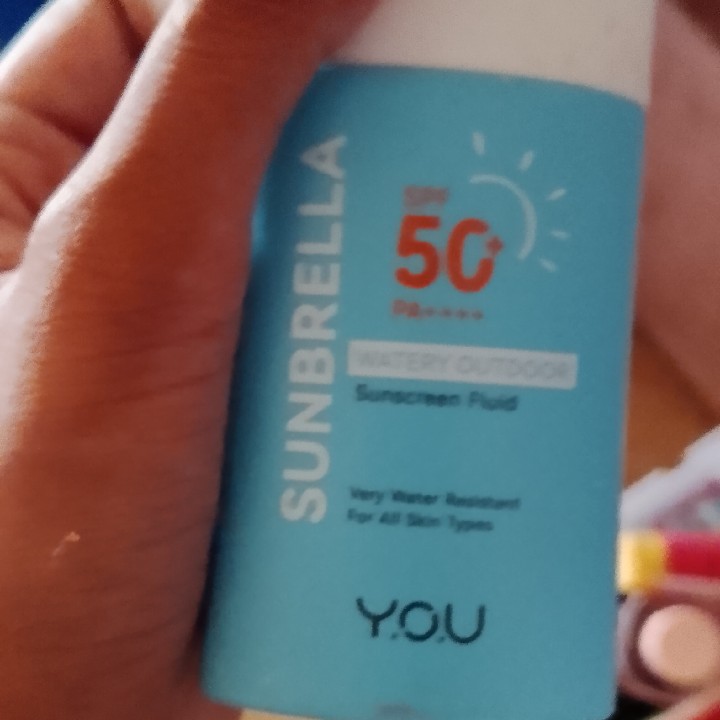 SUNBRELLA
SPF
50+
PA++++
WATERY OUTDOOR
Sunscreen Fluid
Very Water Resistant
For All Skin Types
Y.O.U